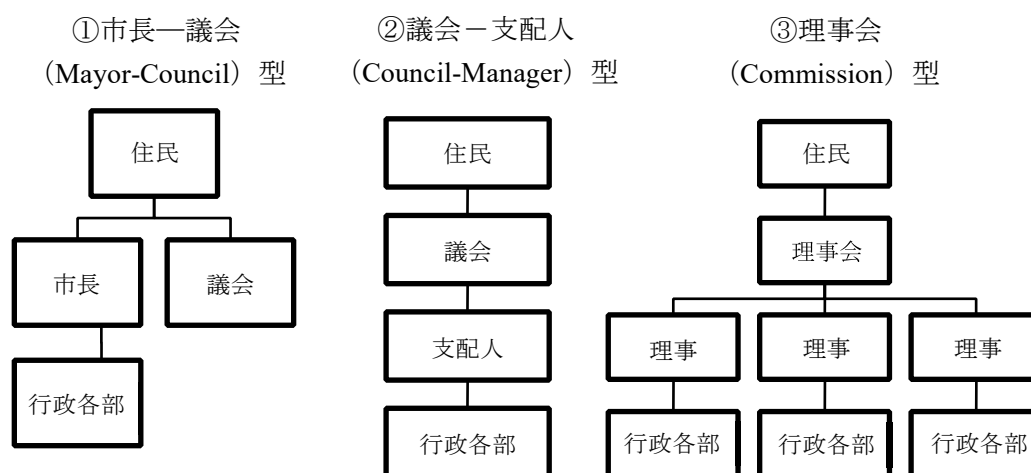 ①市長―議会
（Mayor-Council）型
住民
市長
議会
行政各部
②議会－支配人
（Council-Manager）型
住民
議会
支配人
行政各部
③理事会
（Commission）型
住民
理事会
理事
理事
理事
行政各部
行政各部
行政各部